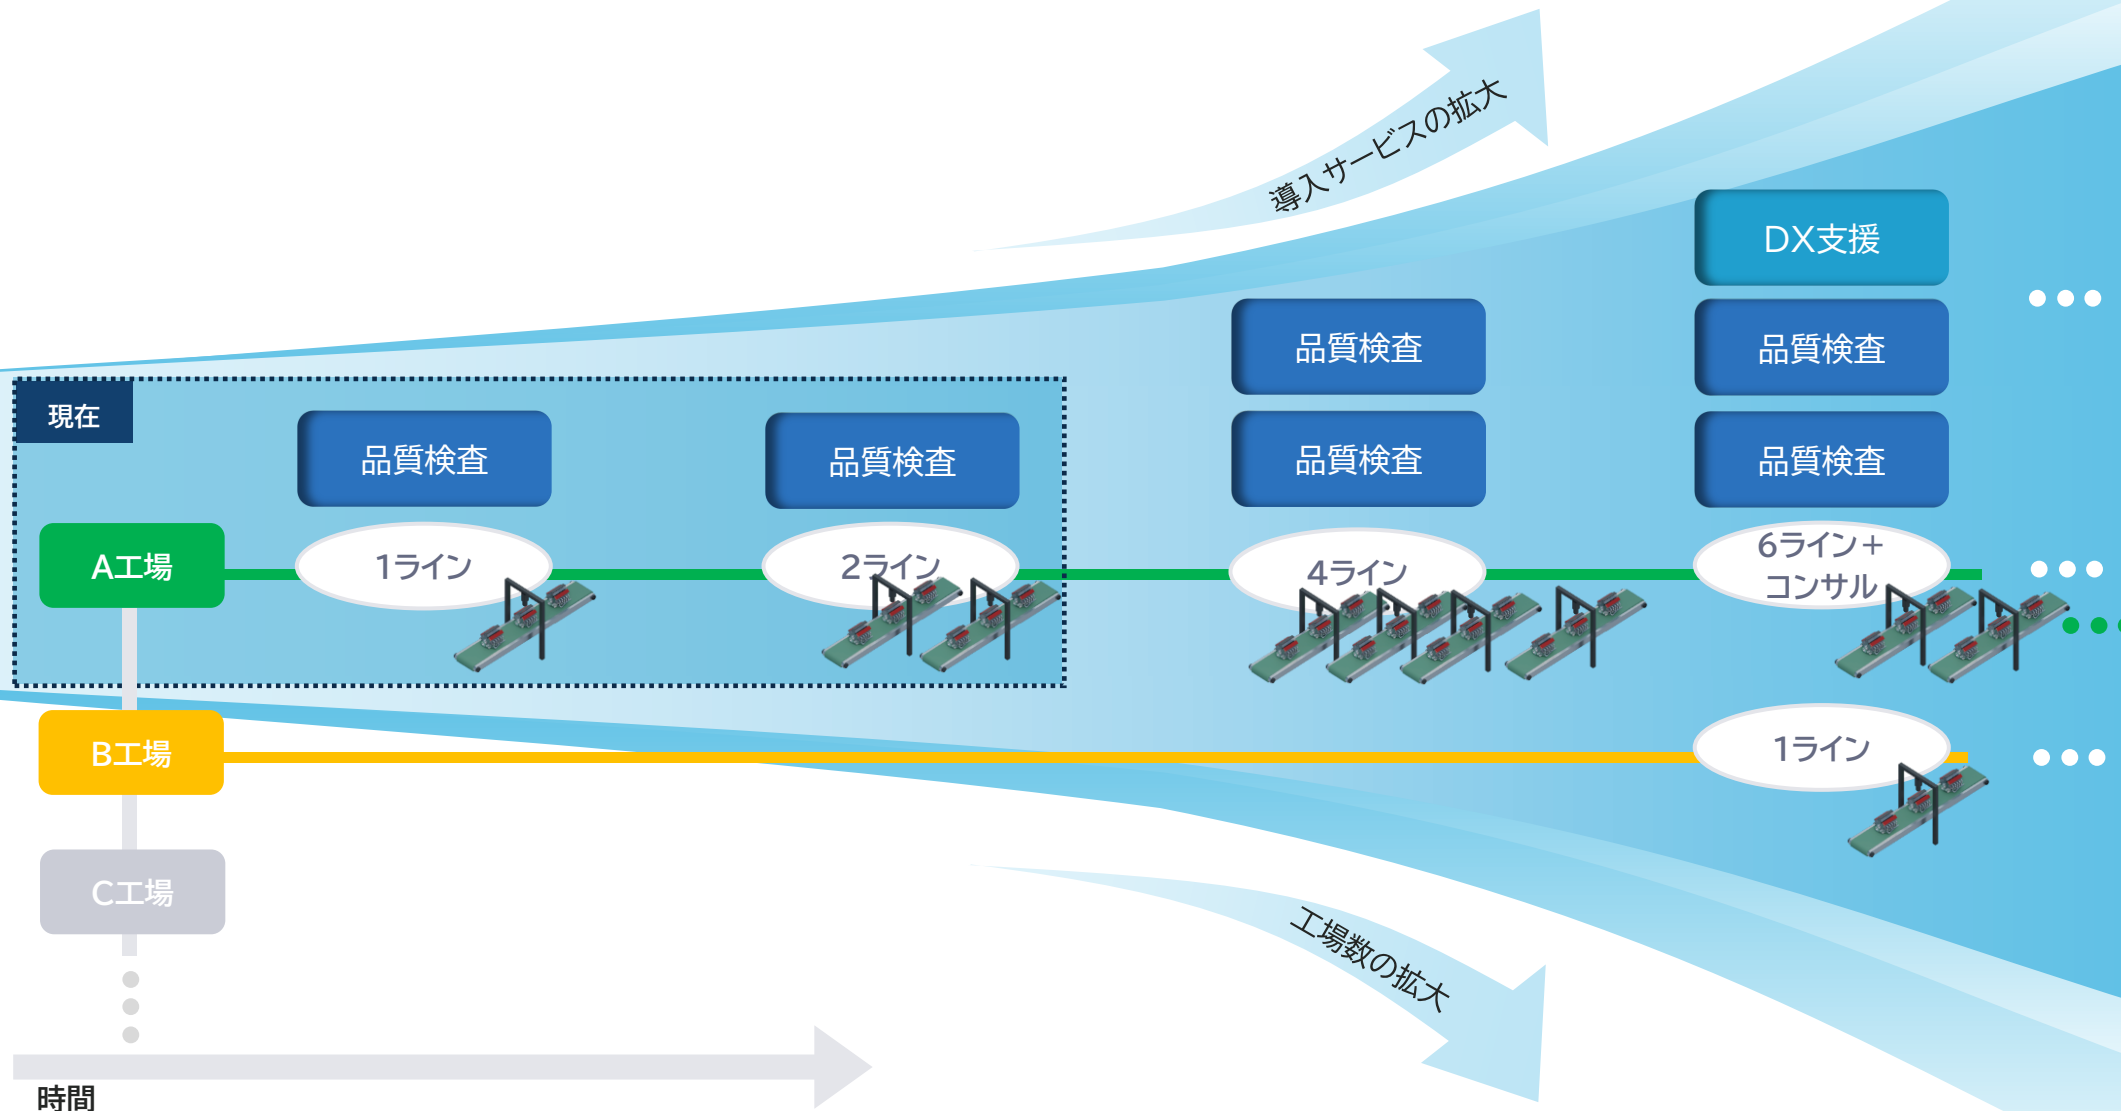 導入サービスの拡大
DX支援
品質検査
品質検査
現在
品質検査
品質検査
品質検査
品質検査
A工場
1ライン
2ライン
4ライン
6ライン＋
コンサル
B工場
1ライン
C工場
工場数の拡大
時間